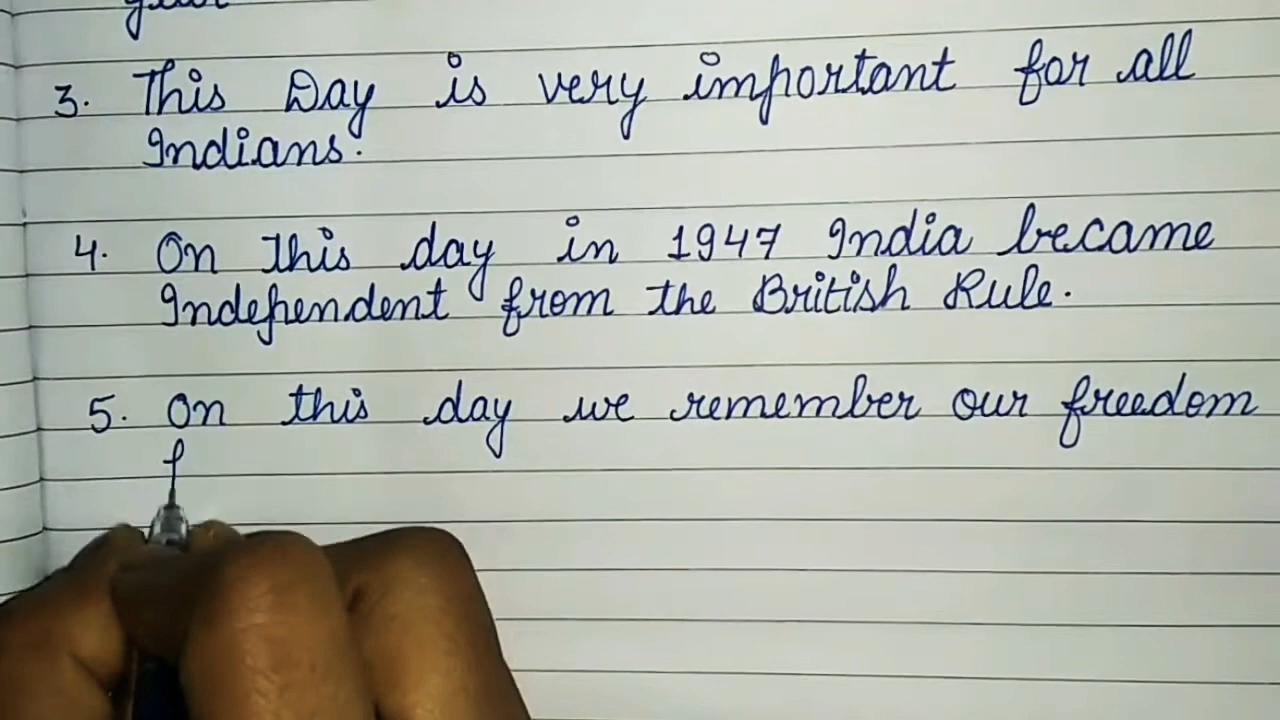 3. This Day is very important for all
Indians.
4. On this day in 1947 India became
Independent from the British Rule.
5. On this day we remember our freedom
f